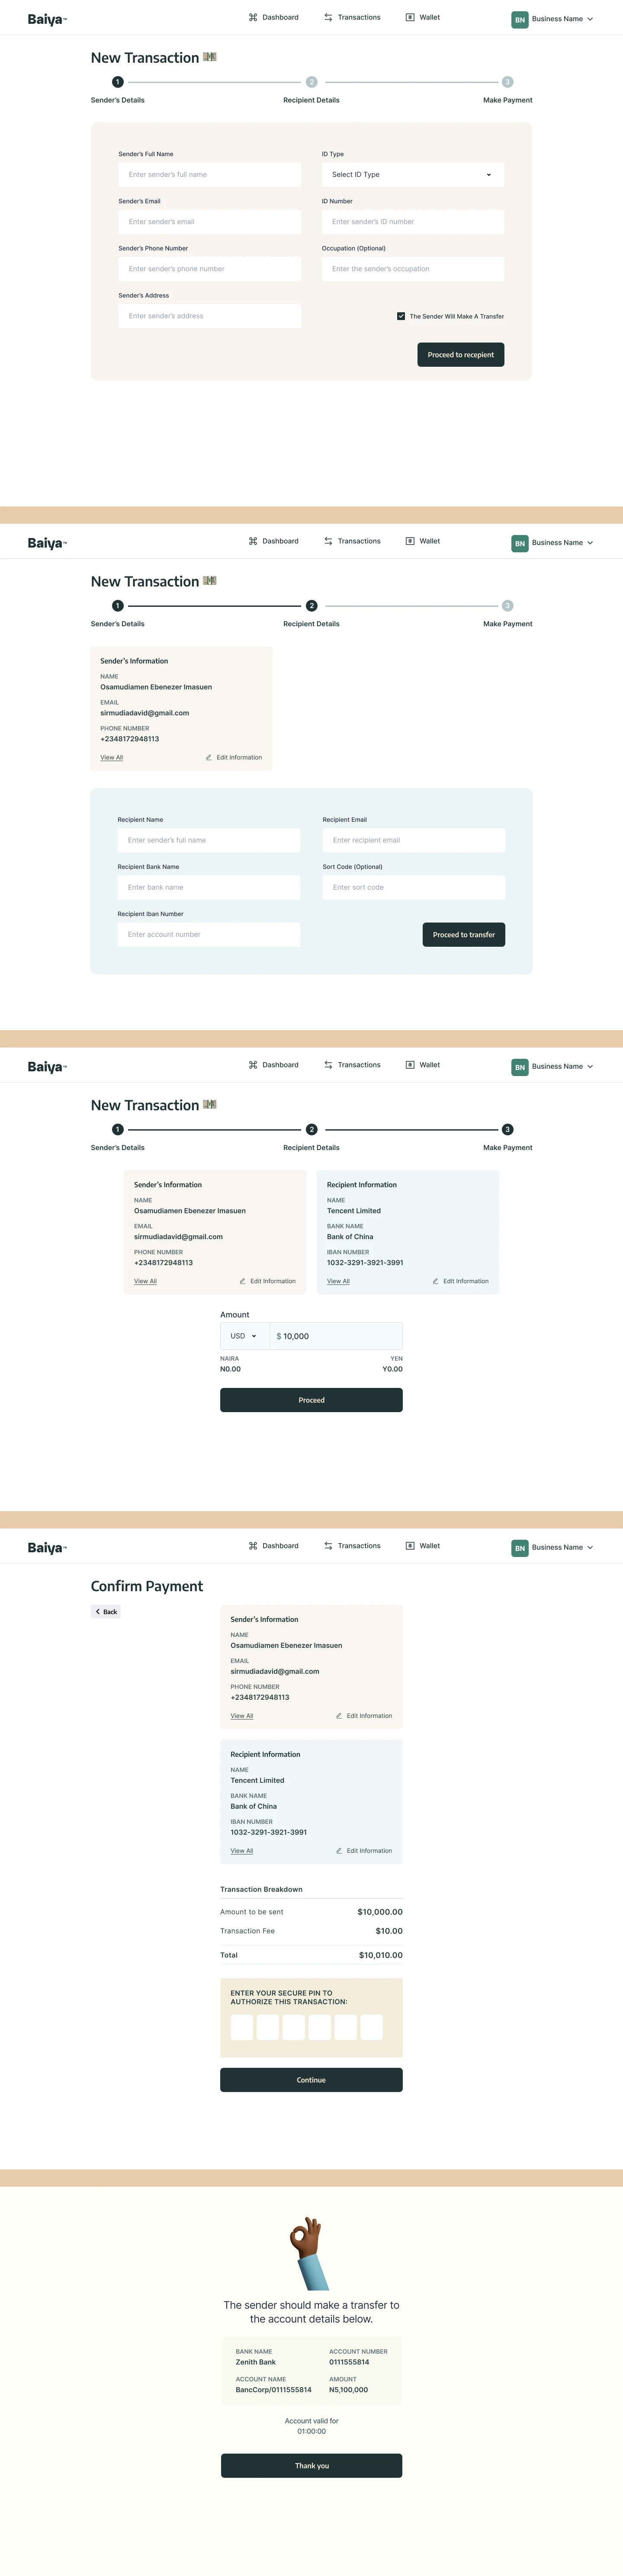 Baiya™
Dashboard
Transactions
Wallet
BN
Business Name
New Transaction
1
2
3
Sender's Details
Recipient Details
Make Payment
Sender's Full Name
Enter sender's full name
ID Type
Select ID Type
Sender's Email
Enter sender's email
ID Number
Enter sender's ID number
Sender's Phone Number
Enter sender's phone number
Occupation (Optional)
Enter the sender's occupation
Sender's Address
Enter sender's address
The Sender Will Make A Transfer
Proceed to recepient
Baiya™
Dashboard
Transactions
Wallet
BN
Business Name
New Transaction
1
2
3
Sender's Details
Recipient Details
Make Payment
Sender's Information
NAME
Osamudiamen Ebenezer Imasuen
EMAIL
sirmudiadavid@gmail.com
PHONE NUMBER
+2348172948113
View All
Edit Information
Recipient Name
Enter sender's full name
Recipient Email
Enter recipient email
Recipient Bank Name
Enter bank name
Sort Code (Optional)
Enter sort code
Recipient Iban Number
Enter account number
Proceed to transfer
Baiya™
Dashboard
Transactions
Wallet
BN
Business Name
New Transaction
1
2
3
Sender's Details
Recipient Details
Make Payment
Sender's Information
NAME
Osamudiamen Ebenezer Imasuen
EMAIL
sirmudiadavid@gmail.com
PHONE NUMBER
+2348172948113
View All
Edit Information
Recipient Information
NAME
Tencent Limited
BANK NAME
Bank of China
IBAN NUMBER
1032-3291-3921-3991
View All
Edit Information
Amount
USD
$ 10,000
NAIRA
YEN
N0.00
Y0.00
Proceed
Baiya™
Dashboard
Transactions
Wallet
BN
Business Name
Confirm Payment
Back
Sender's Information
NAME
Osamudiamen Ebenezer Imasuen
EMAIL
sirmudiadavid@gmail.com
PHONE NUMBER
+2348172948113
View All
Edit Information
Recipient Information
NAME
Tencent Limited
BANK NAME
Bank of China
IBAN NUMBER
1032-3291-3921-3991
View All
Edit Information
Transaction Breakdown
Amount to be sent
$10,000.00
Transaction Fee
$10.00
Total
$10,010.00
ENTER YOUR SECURE PIN TO
AUTHORIZE THIS TRANSACTION:
Continue
The sender should make a transfer to
the account details below.
BANK NAME
Zenith Bank
ACCOUNT NUMBER
0111555814
ACCOUNT NAME
BancCorp/0111555814
AMOUNT
N5,100,000
Account valid for
01:00:00
Thank you